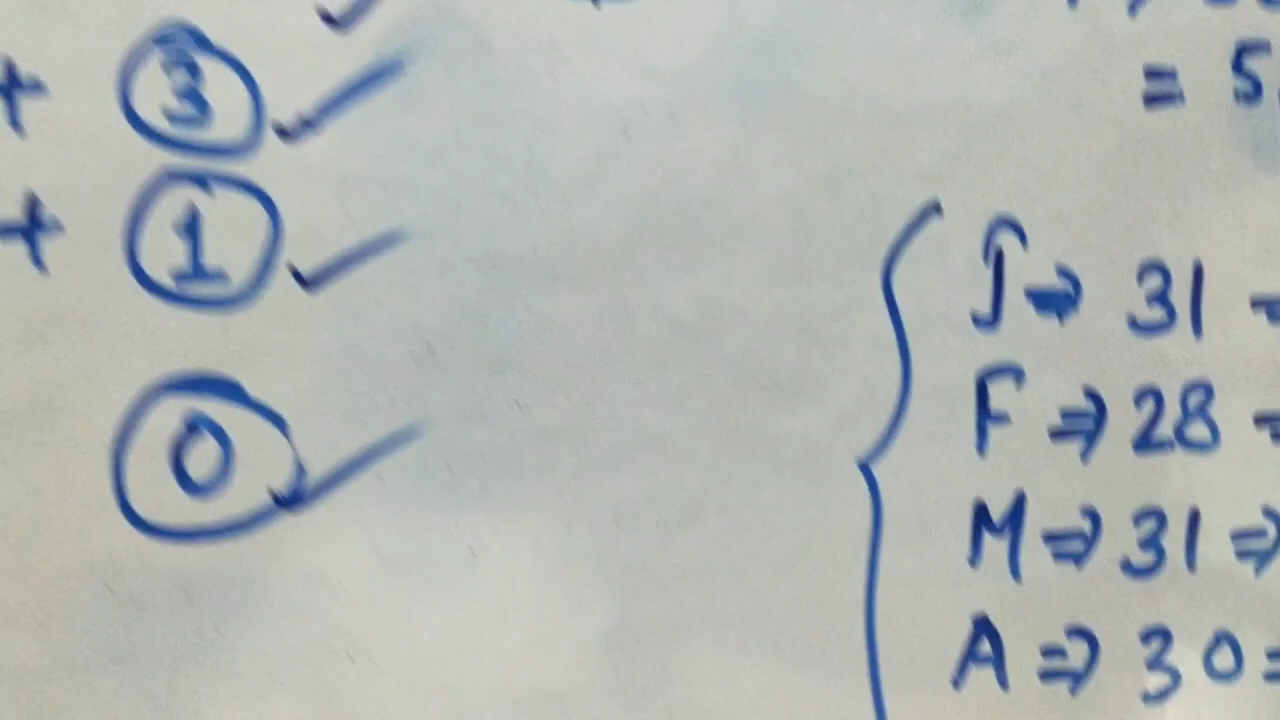 + 3 ✓
= 5
+ 1 ✓
J ⇒ 31
F ⇒ 28 ⇒
0 ✓
M ⇒ 31 ⇒
A ⇒ 30 =